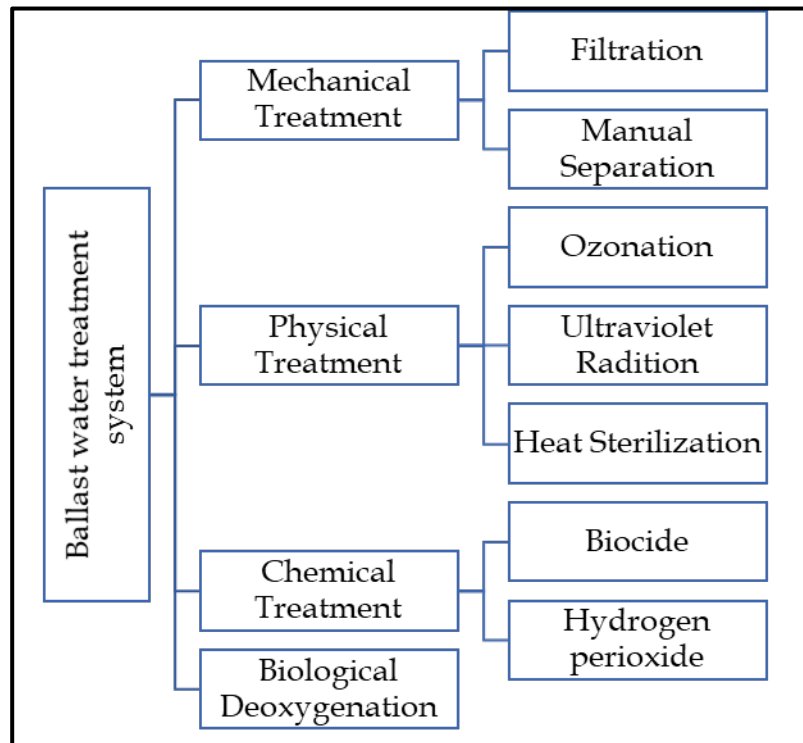 Ballast water treatment
system
Mechanical
Treatment
Filtration
Manual
Separation
Physical
Treatment
Ozonation
Ultraviolet
Radition
Heat Sterilization
Chemical
Treatment
Biocide
Hydrogen
perioxide
Biological
Deoxygenation